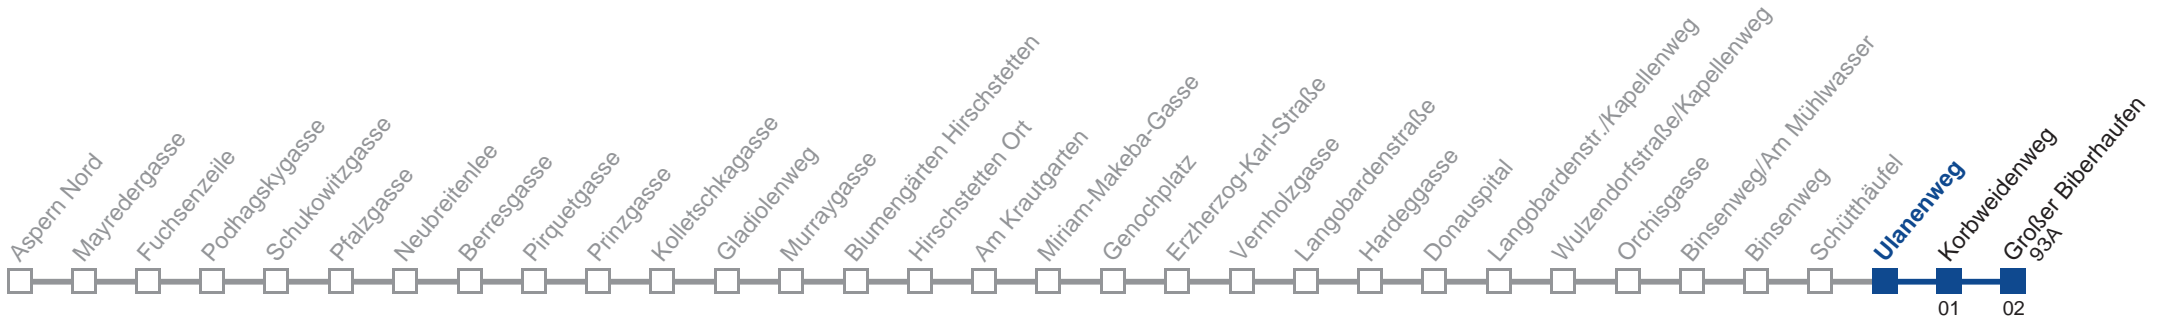 Aspern Nord
Mayredergasse
Fuchsenzeile
Podhagskygasse
Schukowitzgasse
Pfalzgasse
Neubreitenlee
Berresgasse
Pirquetgasse
Prinzgasse
Kolletschkagasse
Gladiolenweg
Murraygasse
Blumengärten Hirschstetten
Hirschstetten Ort
Am Krautgarten
Miriam-Makeba-Gasse
Genochplatz
Erzherzog-Karl-Straße
Vernholzgasse
Langobardenstraße
Hardeggasse
Donauspital
Langobardenstr./Kapellenweg
Wulzendorfstraße/Kapellenweg
Orchisgasse
Binsenweg/Am Mühlwasser
Binsenweg
SchüttHäufel
Ulanenweg
Korbweidenweg
Großer Biberhaufen
93A
01
02